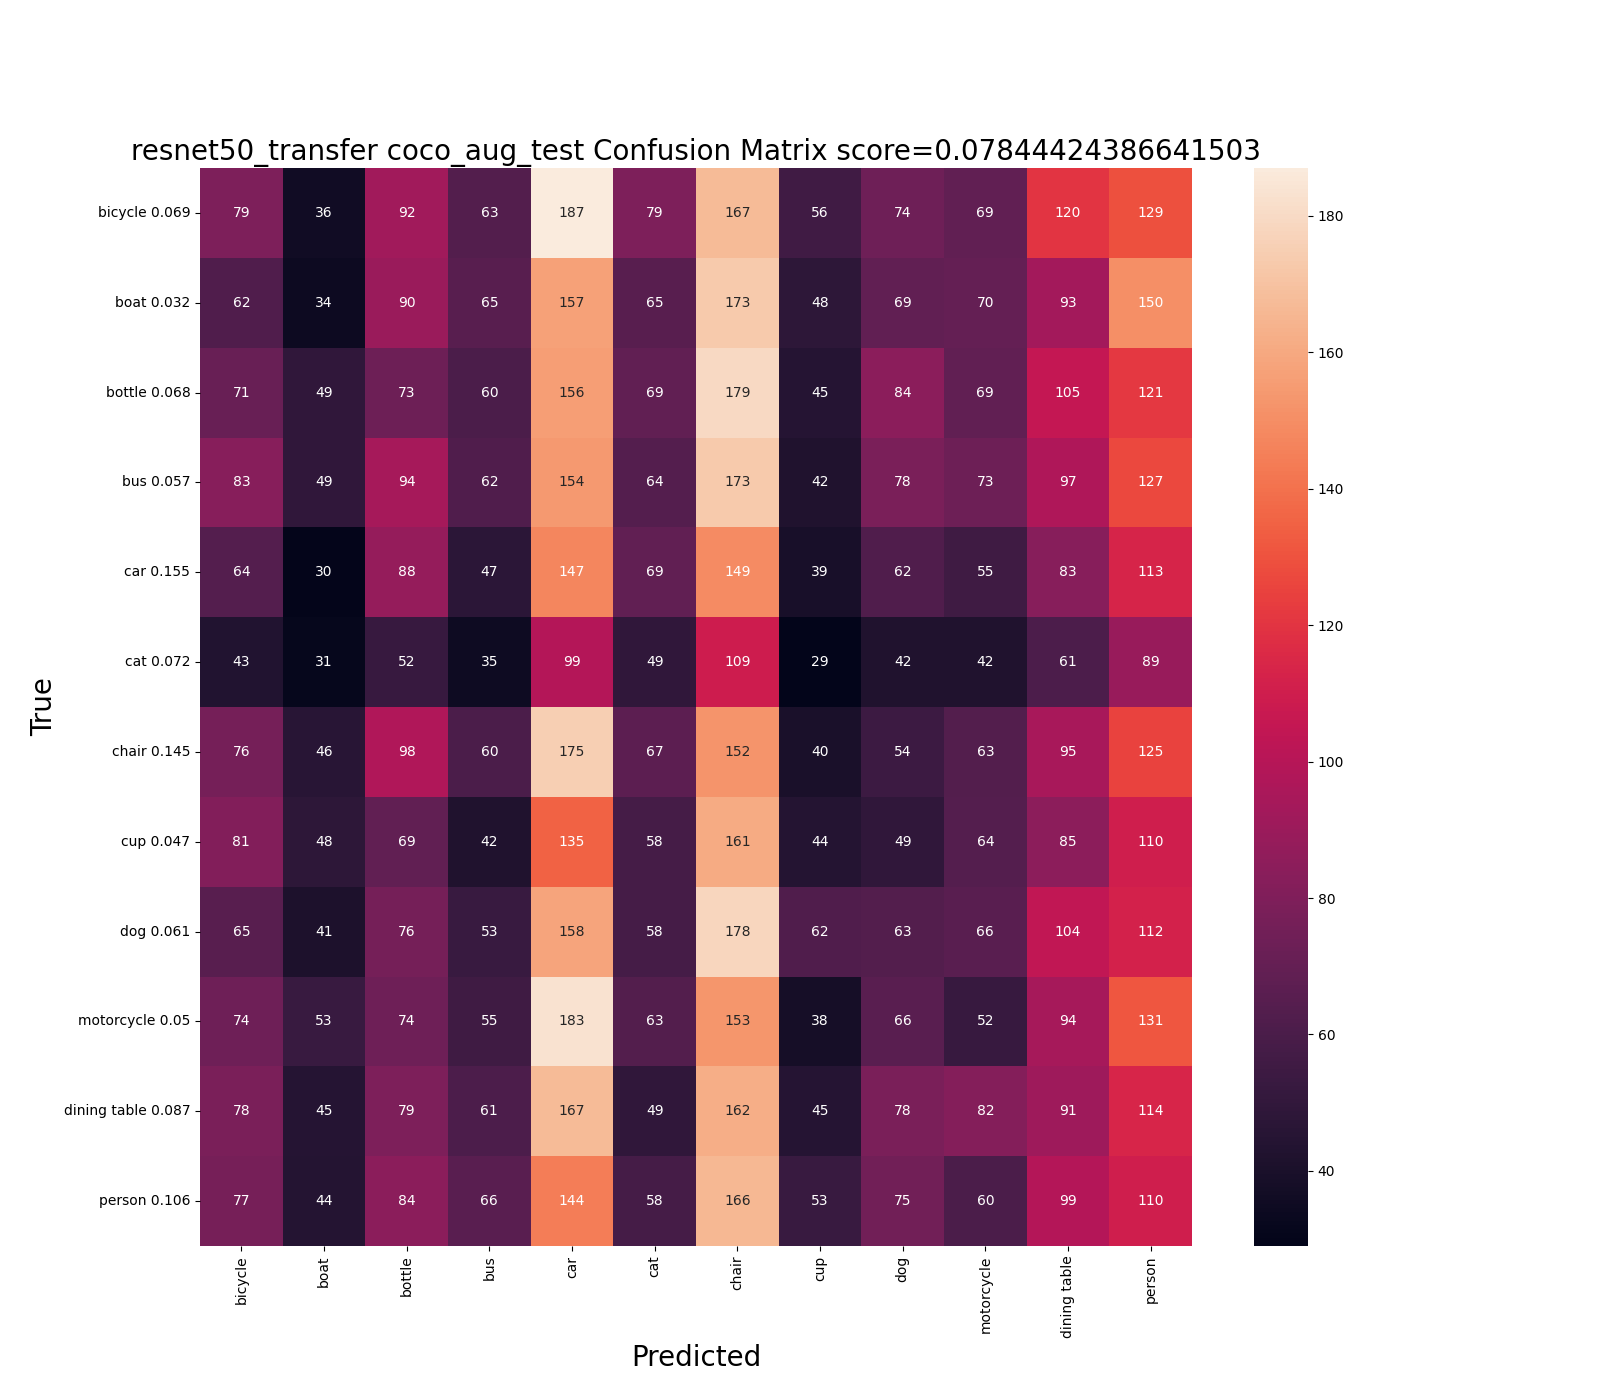 resnet50_transfer coco_aug_test Confusion Matrix score=0.07844424386641503
bicycle 0.069 79 36 92 63 187 79 167 56 74 69 120 129
boat 0.032 62 34 90 65 157 65 173 48 69 70 93 150
bottle 0.068 71 49 73 60 156 69 179 45 84 69 105 121
bus 0.057 83 49 94 62 154 64 173 42 78 73 97 127
car 0.155 64 30 88 47 147 69 149 39 62 55 83 113
cat 0.072 43 31 52 35 99 49 109 29 42 42 61 89
chair 0.145 76 46 98 60 175 67 152 40 54 63 95 125
cup 0.047 81 48 69 42 135 58 161 44 49 64 85 110
dog 0.061 65 41 76 53 158 58 178 62 63 66 104 112
motorcycle 0.05 74 53 74 55 183 63 153 38 66 52 94 131
dining table 0.087 78 45 79 61 167 49 162 45 78 82 91 114
person 0.106 77 44 84 66 144 58 166 53 75 60 99 110
bicycle boat bottle bus car cat chair cup dog motorcycle dining table person
Predicted
True
180
160
140
120
100
80
60
40